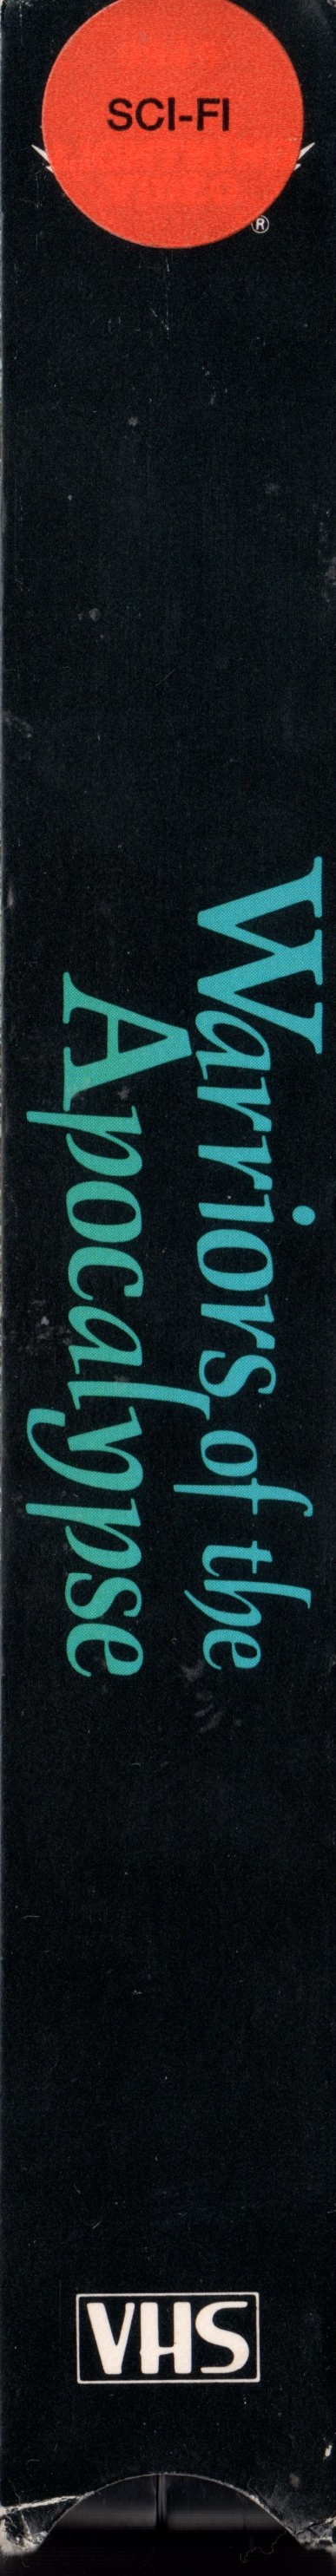 SCI-FI
®
Warriors of the
Apocalypse
VHS